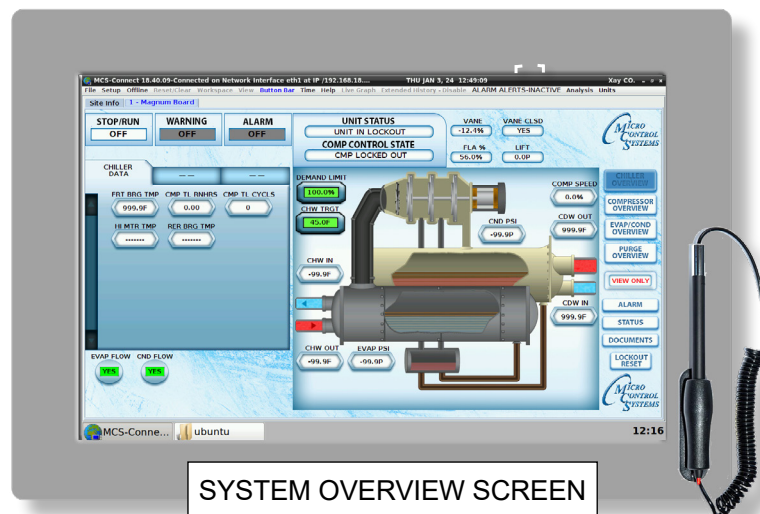 MCS-Connect 18.40.09-Connected on Network Interface eth1 at IP /192.168.18.... THU JAN 3, 24 12:49:09 Xay CO.
File Setup Offline Reset/Clear Workspace View Button Bar Time Help Live Graph Extended History-Disable ALARM ALERTS-INACTIVE Analysis Units
Site Info 1 - Magnum Board
STOP/RUN
OFF
WARNING
OFF
ALARM
OFF
UNIT STATUS
UNIT IN LOCKOUT
COMP CONTROL STATE
CMP LOCKED OUT
VANE
-12.4%
VANE CLSD
YES
FLA %
56.0%
LIFT
0.0P
MICRO
CONTROL
SYSTEMS
CHILLER
DATA
-- --
-- --
FRT BRG TMP CMP TL RNHRS CMP TL CYCLS
999.9F 0.00 0
HI MTR TMP RER BRG TMP
------- -------
EVAP FLOW CND FLOW
YES YES
DEMAND LIMIT
100.0%
CHW TRGT
45.0F
CHW IN
-99.9F
CHW OUT
-99.9F
EVAP PSI
-99.9P
CND PSI
-99.9P
COMP SPEED
0.0%
CDW OUT
999.9F
CDW IN
999.9F
CHILLER
OVERVIEW
COMPRESSOR
OVERVIEW
EVAP/COND
OVERVIEW
PURGE
OVERVIEW
VIEW ONLY
ALARM
STATUS
DOCUMENTS
LOCKOUT
RESET
MICRO
CONTROL
SYSTEMS
MCS-Conne... ubuntu 12:16
SYSTEM OVERVIEW SCREEN